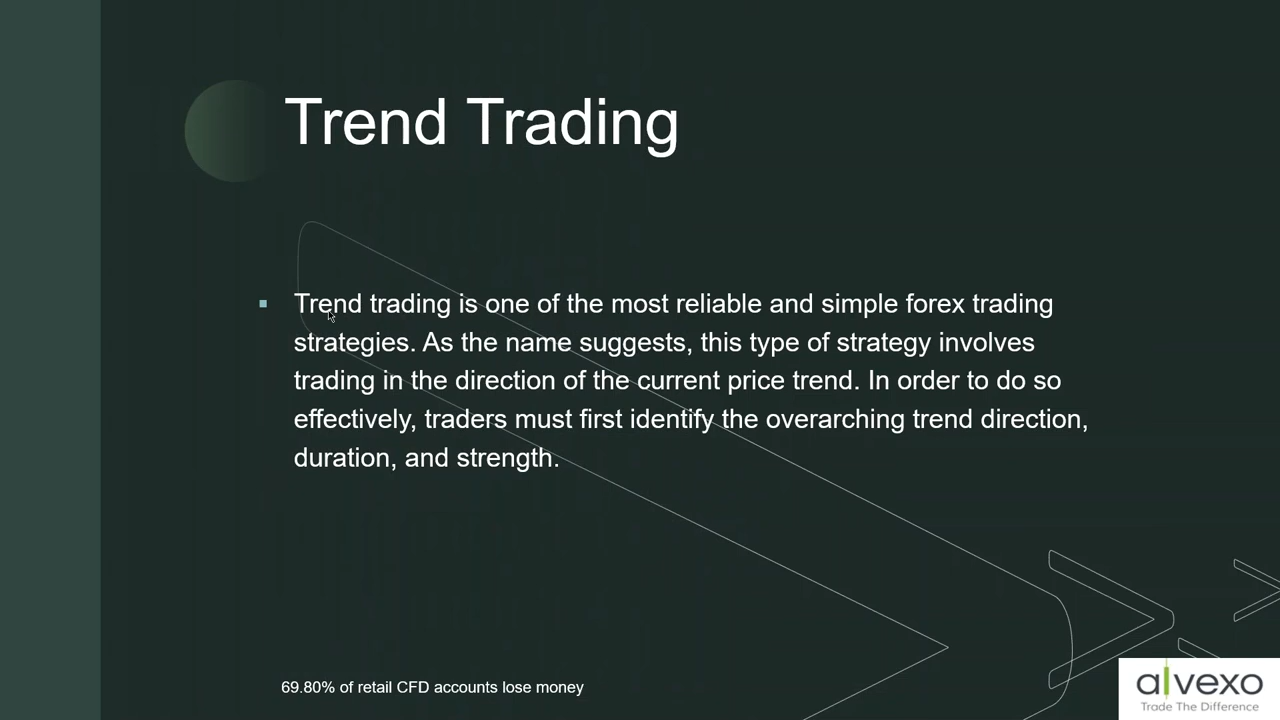 Trend Trading
Trend trading is one of the most reliable and simple forex trading
strategies. As the name suggests, this type of strategy involves
trading in the direction of the current price trend. In order to do so
effectively, traders must first identify the overarching trend direction,
duration, and strength.
69.80% of retail CFD accounts lose money
alvexo
Trade The Difference